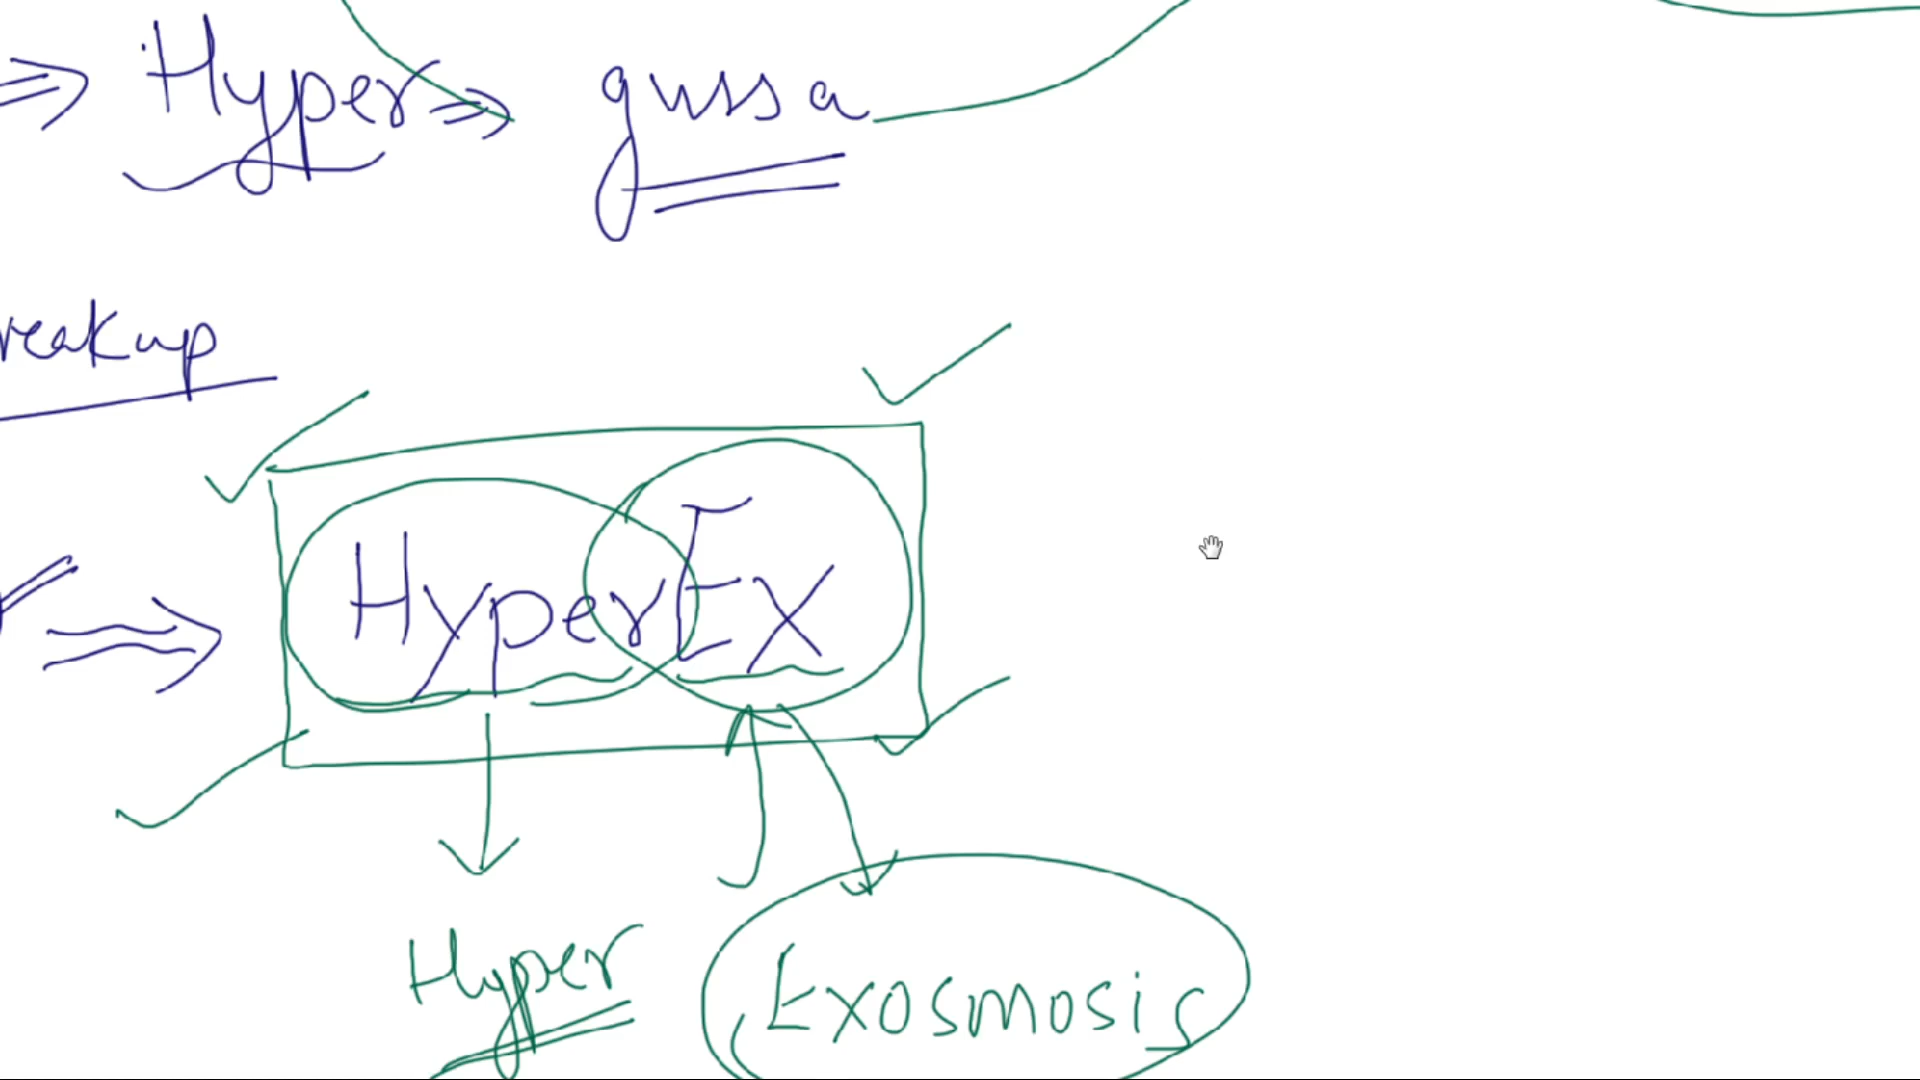 ⇒ Hyper ⇒ gussa
reakup
⇒ HyperEx
Hyper Exosmosis